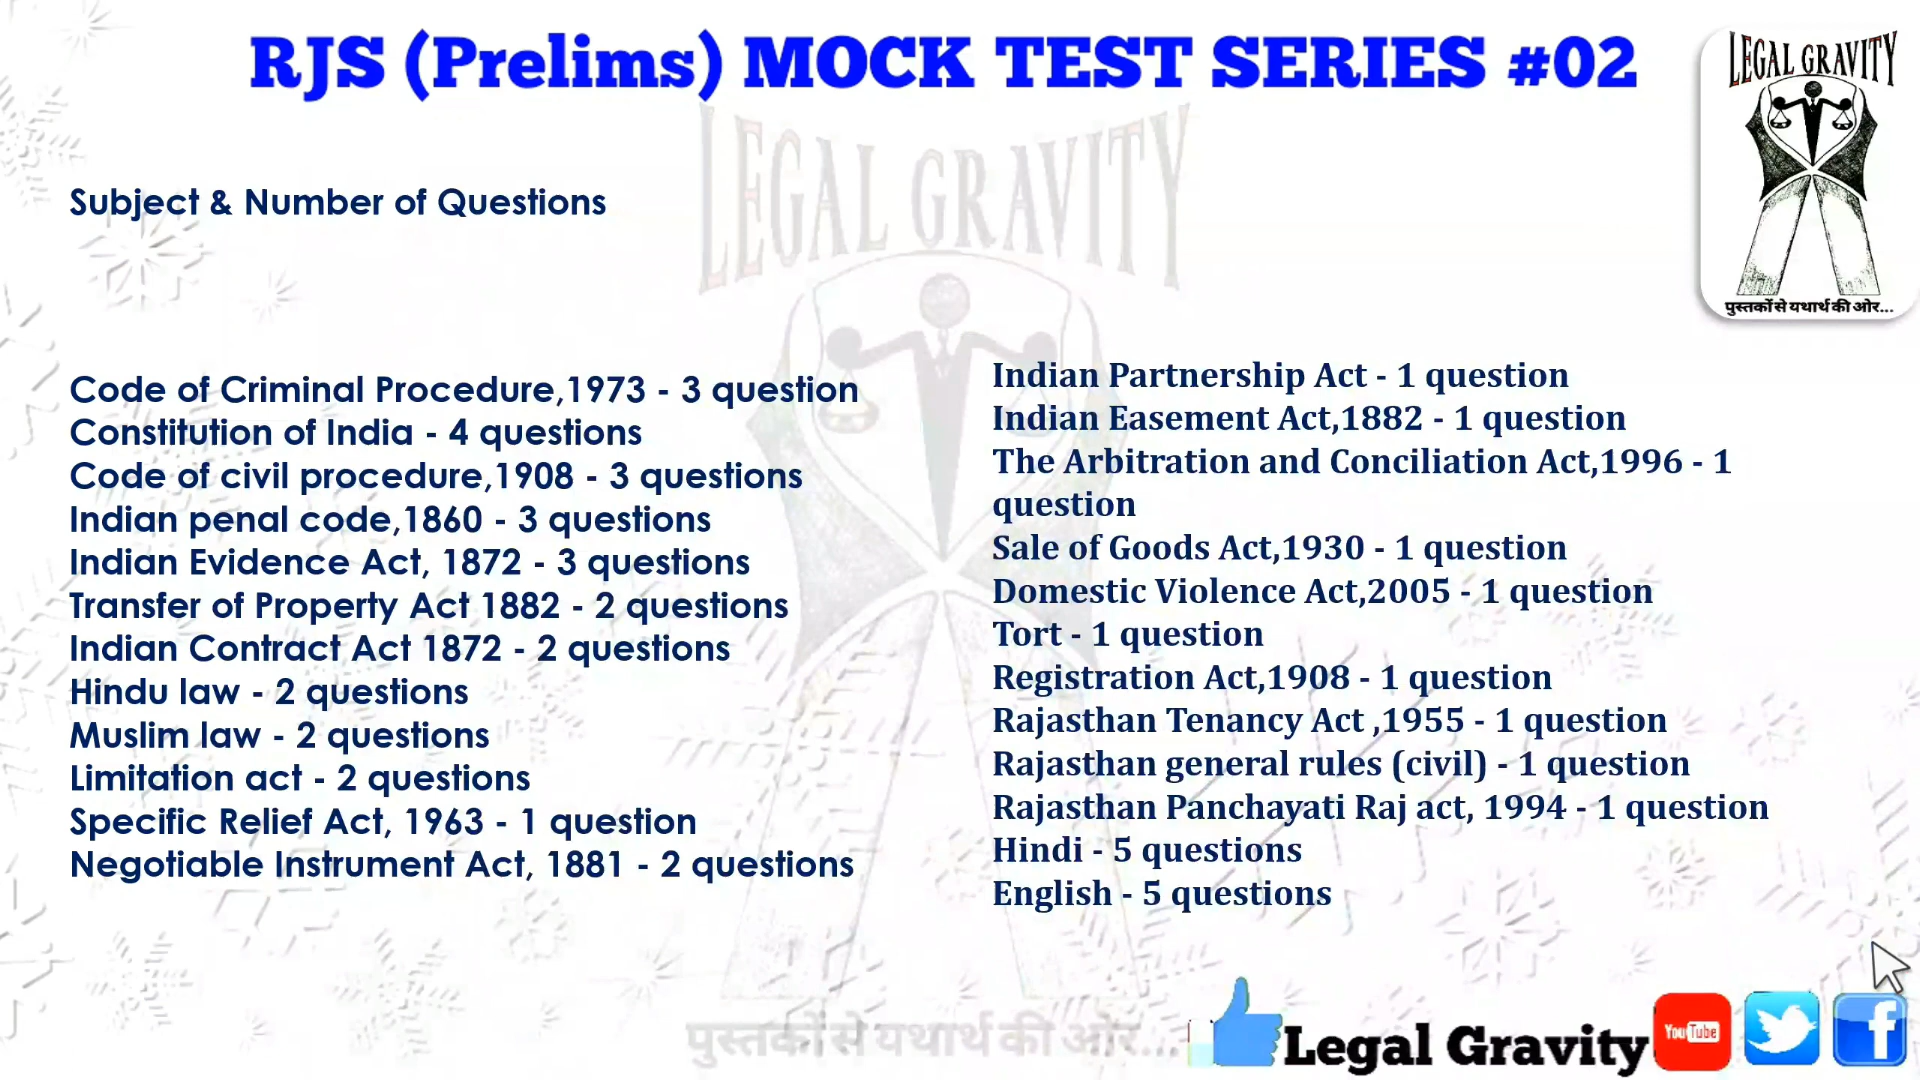 RJS (Prelims) MOCK TEST SERIES #02
LEGAL GRAVITY
पुस्तकों से यथार्थ की ओर...
LEGAL GRAVITY
Subject & Number of Questions
Code of Criminal Procedure,1973 - 3 question
Constitution of India - 4 questions
Code of civil procedure,1908 - 3 questions
Indian penal code,1860 - 3 questions
Indian Evidence Act, 1872 - 3 questions
Transfer of Property Act 1882 - 2 questions
Indian Contract Act 1872 - 2 questions
Hindu law - 2 questions
Muslim law - 2 questions
Limitation act - 2 questions
Specific Relief Act, 1963 - 1 question
Negotiable Instrument Act, 1881 - 2 questions
Indian Partnership Act - 1 question
Indian Easement Act,1882 - 1 question
The Arbitration and Conciliation Act,1996 - 1
question
Sale of Goods Act,1930 - 1 question
Domestic Violence Act,2005 - 1 question
Tort - 1 question
Registration Act,1908 - 1 question
Rajasthan Tenancy Act ,1955 - 1 question
Rajasthan general rules (civil) - 1 question
Rajasthan Panchayati Raj act, 1994 - 1 question
Hindi - 5 questions
English - 5 questions
पुस्तकों से यथार्थ की ओर...
Legal Gravity
YouTube